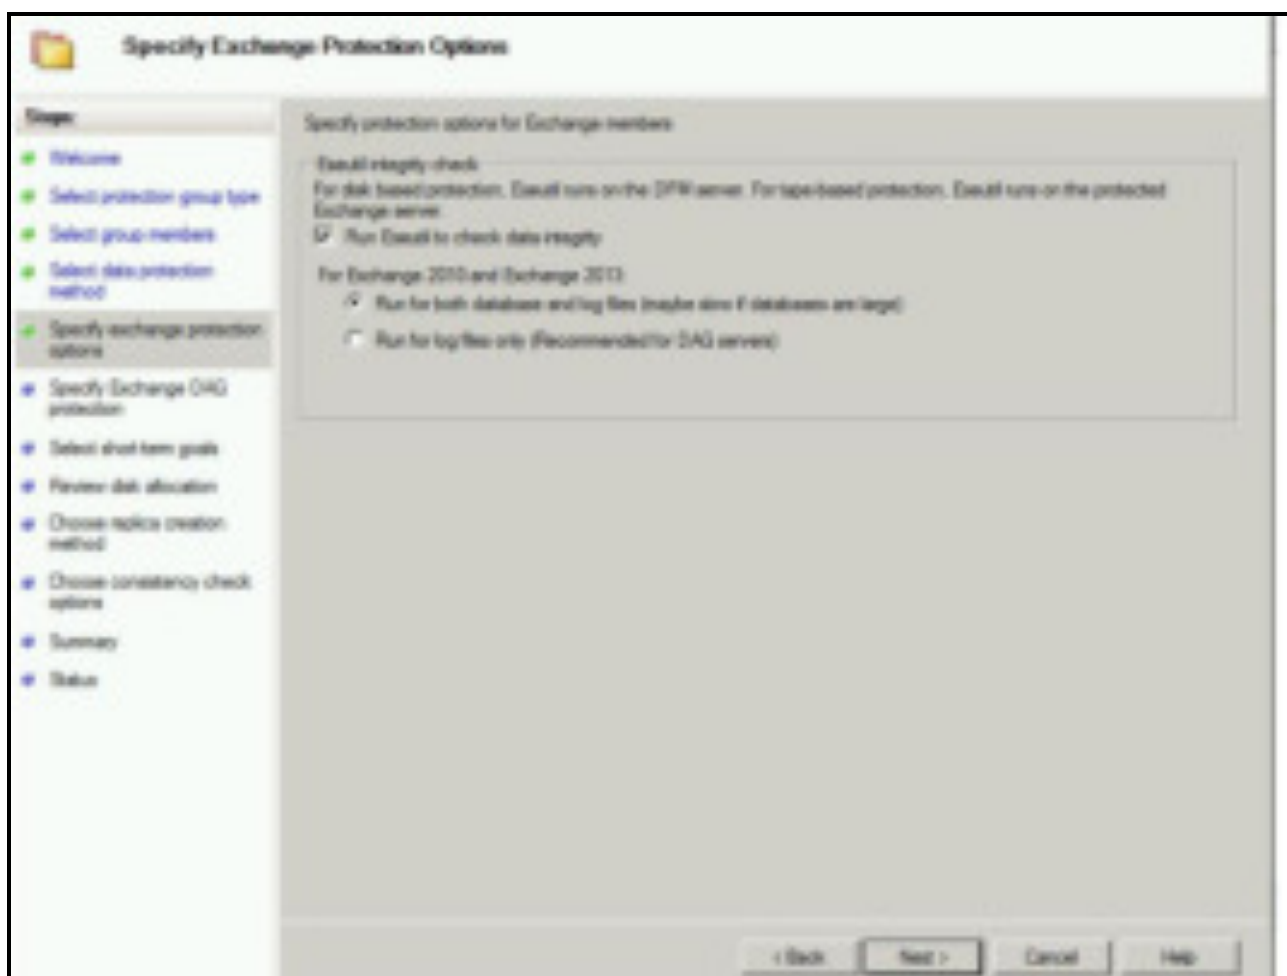 Specify Exchange Protection Options
Steps:
Welcome
Select protection group type
Select group members
Select data protection
method
Specify exchange protection
options
Specify Exchange DAG
protection
Select short-term goals
Review disk allocation
Choose replica creation
method
Choose consistency check
options
Summary
Status
Specify protection options for Exchange members
Eseutil integrity check
For disk based protection, Eseutil runs on the DPM server. For tape-based protection, Eseutil runs on the protected
Exchange server.
Run Eseutil to check data integrity
For Exchange 2010 and Exchange 2013:
Run for both database and log files (maybe slow if databases are large)
Run for log files only (Recommended for DAG servers)
< Back
Next >
Cancel
Help